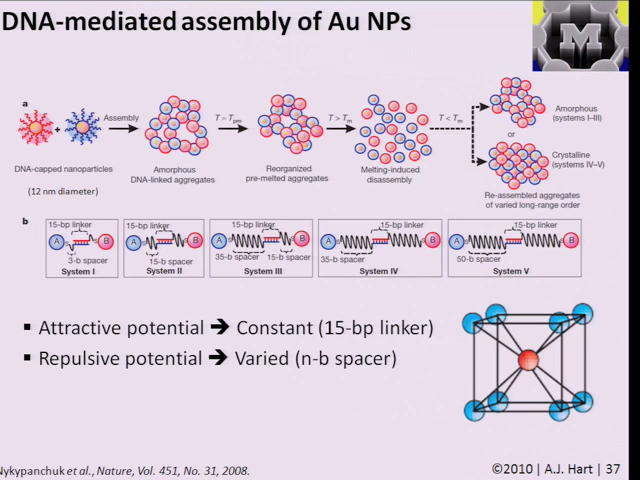 DNA-mediated assembly of Au NPs
M
a
Assembly
T > Tpm
T > Tm
T < Tm
Amorphous
(systems I–III)
or
Crystalline
(systems IV–V)
DNA-capped nanoparticles
(12 nm diameter)
Amorphous
DNA-linked aggregates
Reorganized
pre-melted aggregates
Melting-induced
disassembly
Re-assembled aggregates
of varied long-range order
b
15-bp linker
A
B
3-b spacer
System I
15-bp linker
A
B
15-b spacer
System II
15-bp linker
A
B
35-b spacer
15-b spacer
System III
15-bp linker
A
B
35-b spacer
System IV
15-bp linker
A
B
50-b spacer
System V
▪ Attractive potential ➔ Constant (15-bp linker)
▪ Repulsive potential ➔ Varied (n-b spacer)
Nykypanchuk et al., Nature, Vol. 451, No. 31, 2008.
©2010 | A.J. Hart | 37